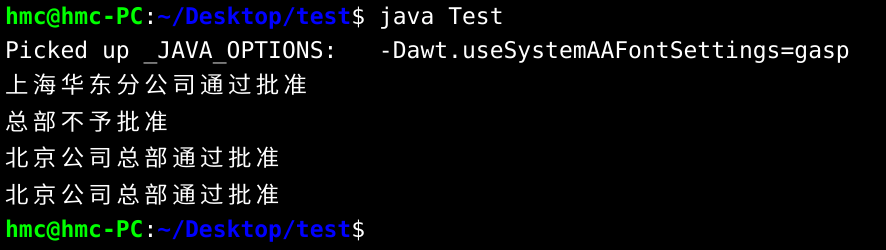 hmc@hmc-PC:~/Desktop/test$ java Test
Picked up _JAVA_OPTIONS:   -Dawt.useSystemAAFontSettings=gasp
上海华东分公司通过批准
总部不予批准
北京公司总部通过批准
北京公司总部通过批准
hmc@hmc-PC:~/Desktop/test$